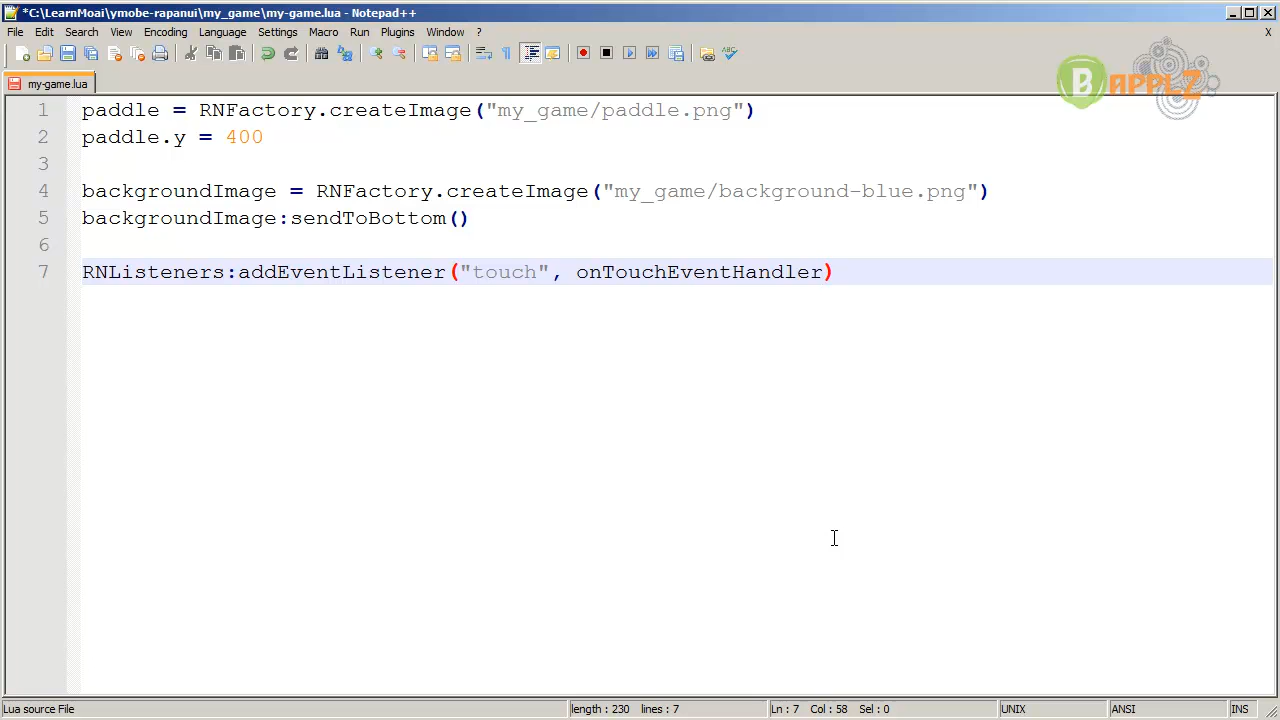 *C:\LearnMoai\ymobe-rapanui\my_game\my-game.lua - Notepad++
File Edit Search View Encoding Language Settings Macro Run Plugins Window ? X
my-game.lua
B APPLZ
1 paddle = RNFactory.createImage("my_game/paddle.png")
2 paddle.y = 400
3
4 backgroundImage = RNFactory.createImage("my_game/background-blue.png")
5 backgroundImage:sendToBottom()
6
7 RNListeners:addEventListener("touch", onTouchEventHandler)
Lua source File length : 230 lines : 7 Ln : 7 Col : 58 Sel : 0 UNIX ANSI INS